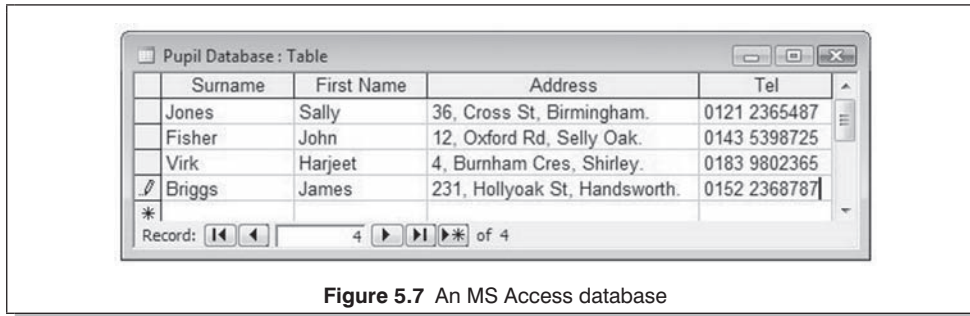 Pupil Database : Table
Surname First Name Address Tel
Jones Sally 36, Cross St, Birmingham. 0121 2365487
Fisher John 12, Oxford Rd, Selly Oak. 0143 5398725
Virk Harjeet 4, Burnham Cres, Shirley. 0183 9802365
Briggs James 231, Hollyoak St, Handsworth. 0152 2368787
Record: 4 of 4
Figure 5.7 An MS Access database